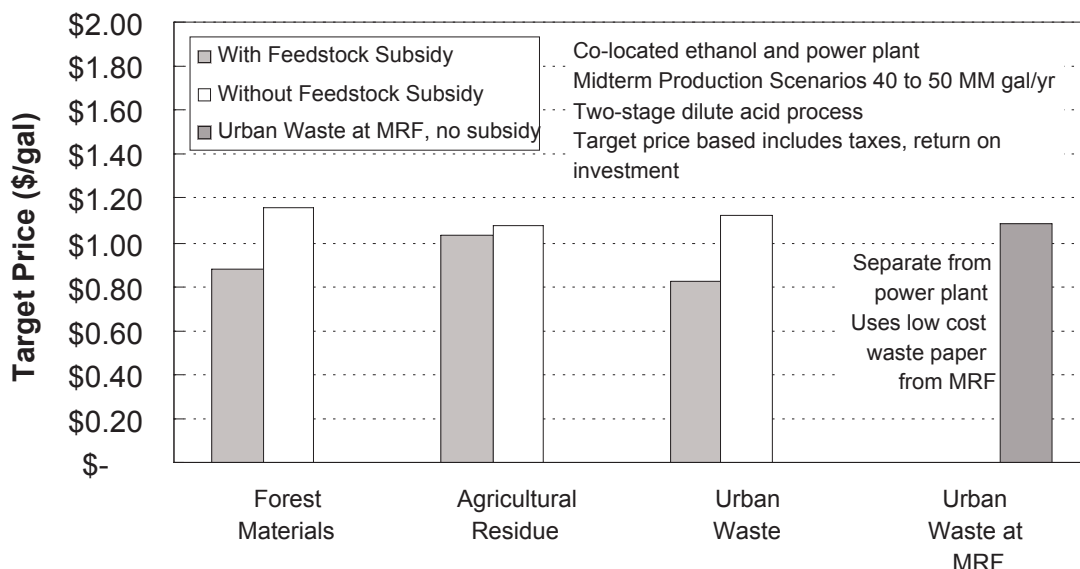 Target Price ($/gal)
$2.00
$1.80
$1.60
$1.40
$1.20
$1.00
$0.80
$0.60
$0.40
$0.20
$-
With Feedstock Subsidy
Without Feedstock Subsidy
Urban Waste at MRF, no subsidy
Co-located ethanol and power plant
Midterm Production Scenarios 40 to 50 MM gal/yr
Two-stage dilute acid process
Target price based includes taxes, return on
investment
Separate from
power plant
Uses low cost
waste paper
from MRF
Forest
Materials
Agricultural
Residue
Urban
Waste
Urban
Waste at
MRF